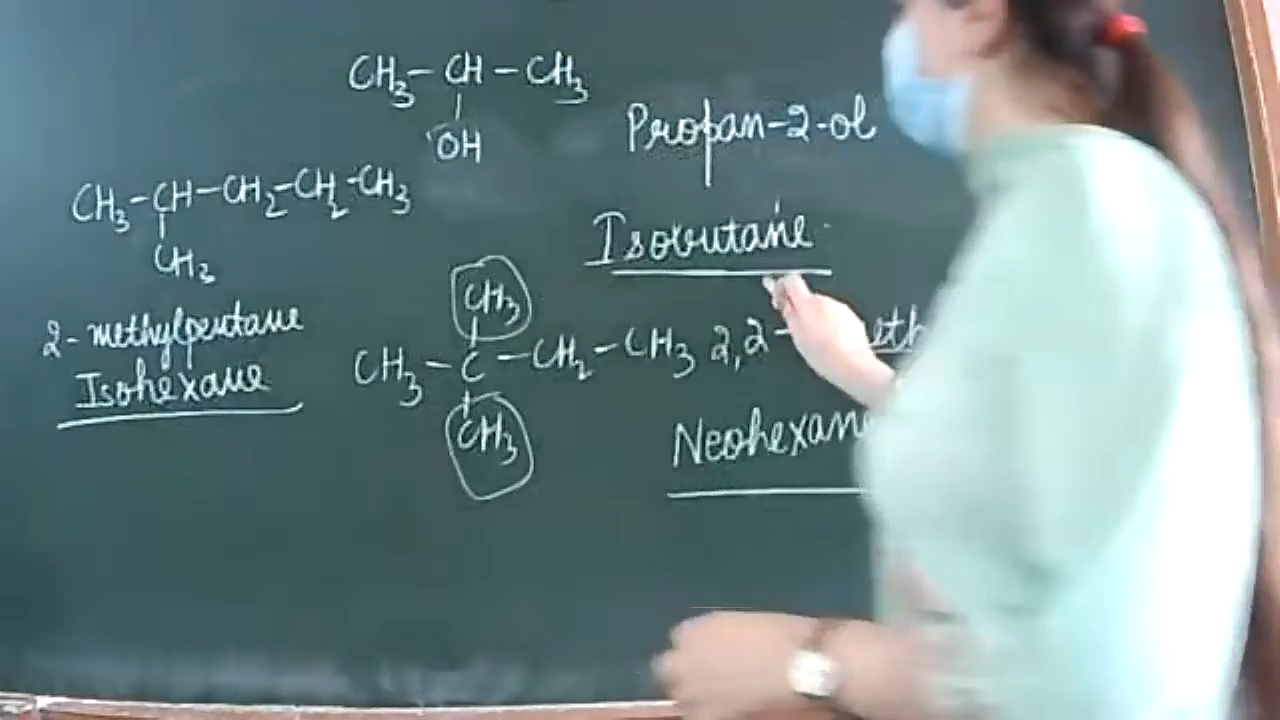 CH3-CH-CH3
|
OH
Propan-2-ol
CH3-CH-CH2-CH2-CH3
|
CH3
2-methylpentane
Isohexane
Isobutane
CH3
|
CH3-C-CH2-CH3 2,2-
|
CH3
Neohexane